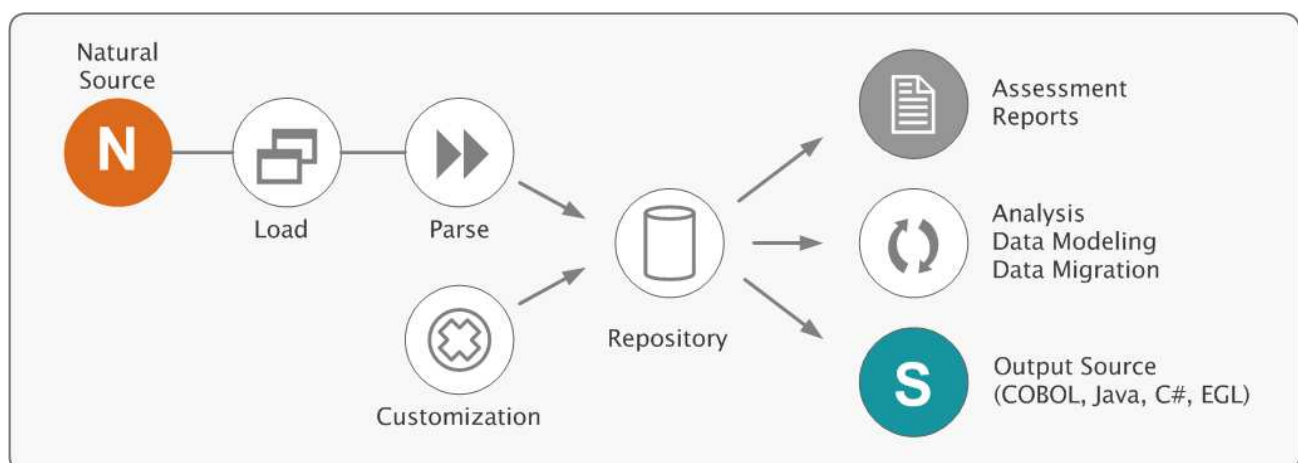 Natural
Source
N
Load
Parse
Customization
Repository
Assessment
Reports
Analysis
Data Modeling
Data Migration
S
Output Source
(COBOL, Java, C#, EGL)